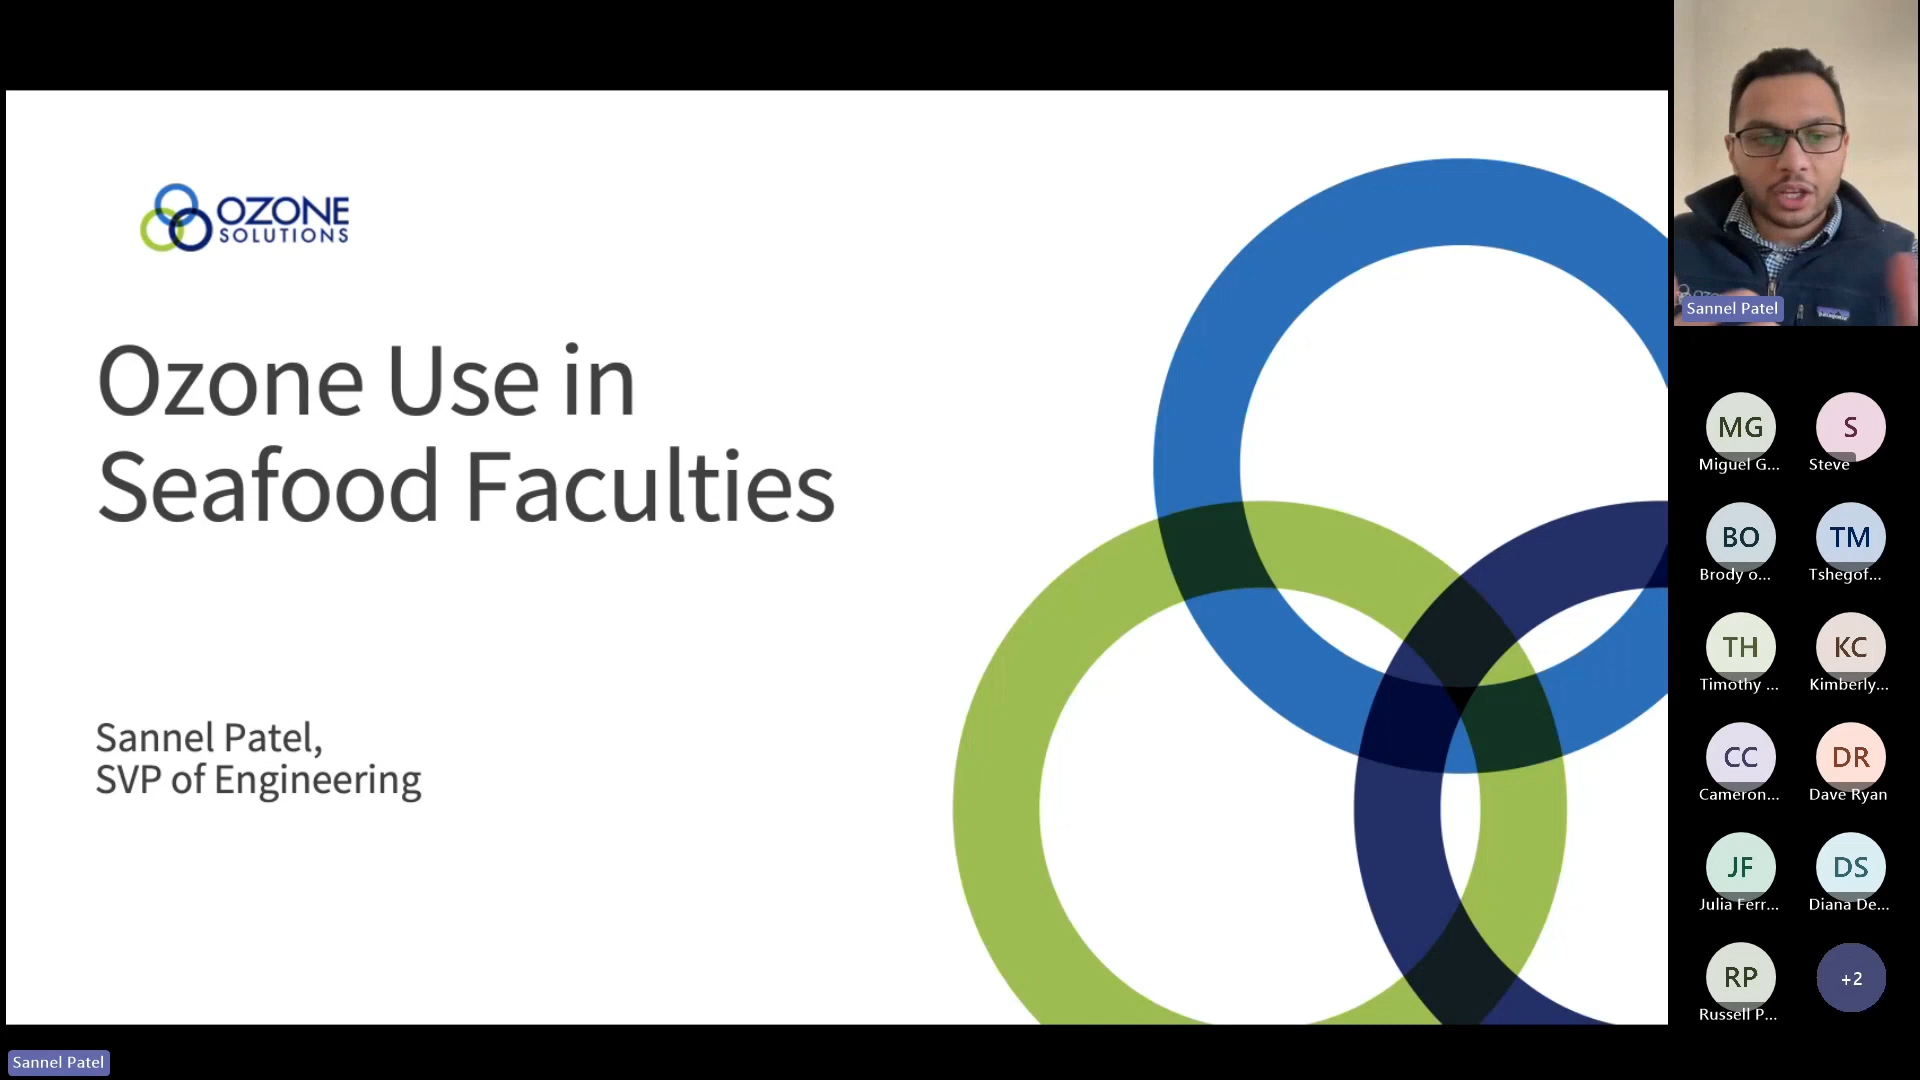 OZONE
SOLUTIONS
Ozone Use in
Seafood Faculties
Sannel Patel,
SVP of Engineering
Sannel Patel
MG
Miguel G...
S
Steve
BO
Brody o...
TM
Tshegof...
TH
Timothy ...
KC
Kimberly...
CC
Cameron...
DR
Dave Ryan
JF
Julia Ferr...
DS
Diana De...
RP
Russell P...
+2
Sannel Patel